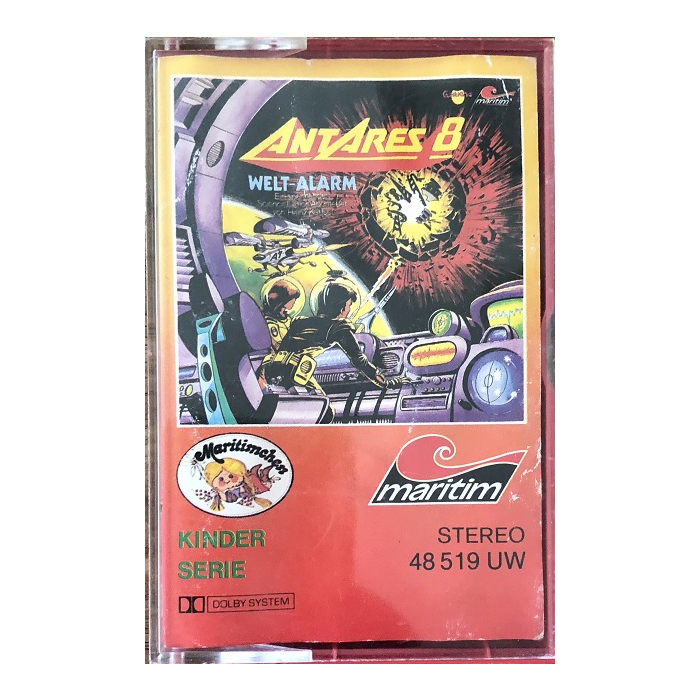 maritim
ANTARES 8
WELT-ALARM
Maritimchen
maritim
KINDER
SERIE
STEREO
48 519 UW
DOLBY SYSTEM